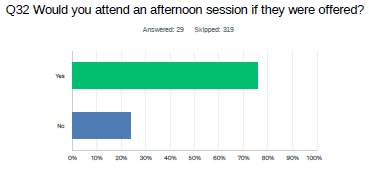 Q32 Would you attend an afternoon session if they were offered?
Answered: 29 Skipped: 319
Yes
No
0% 10% 20% 30% 40% 50% 60% 70% 80% 90% 100%